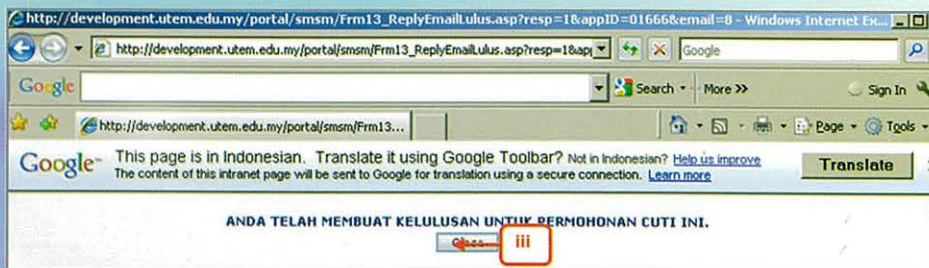 http://development.utem.edu.my/portal/smsm/Frm13_ReplyEmailLulus.asp?resp=1&appID=01666&email=8 - Windows Internet Ex...
http://development.utem.edu.my/portal/smsm/Frm13_ReplyEmailLulus.asp?resp=1&app Google
Google Search More >> Sign In
http://development.utem.edu.my/portal/smsm/Frm13... Page Tools
Google This page is in Indonesian. Translate it using Google Toolbar? Not in Indonesian? Help us improve Translate
The content of this intranet page will be sent to Google for translation using a secure connection. Learn more
ANDA TELAH MEMBUAT KELULUSAN UNTUK PERMOHONAN CUTI INI.
iii